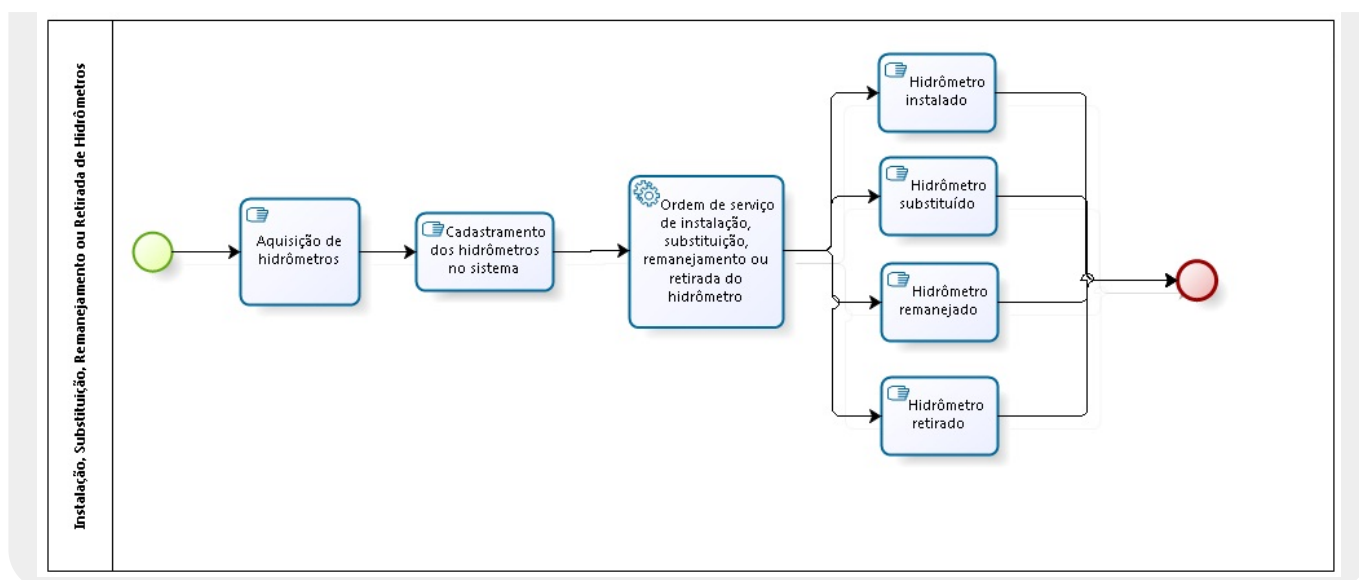 Instalação, Substituição, Remanejamento ou Retirada de Hidrômetros
Aquisição de
hidrômetros
Cadastramento
dos hidrômetros
no sistema
Ordem de serviço
de instalação,
substituição,
remanejamento ou
retirada do
hidrômetro
Hidrômetro
instalado
Hidrômetro
substituído
Hidrômetro
remanejado
Hidrômetro
retirado